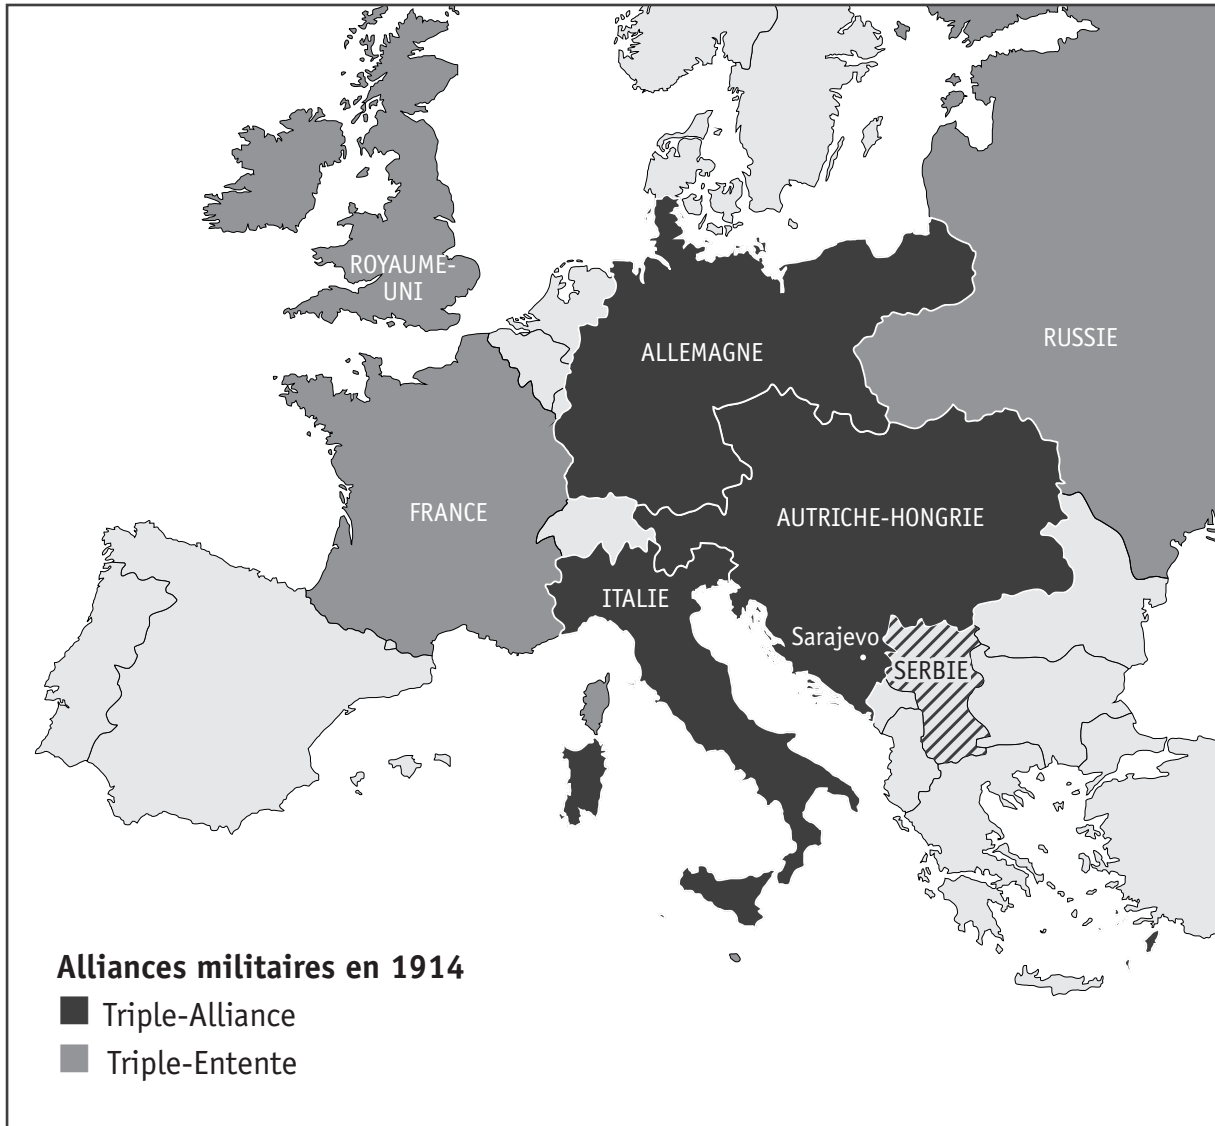 ROYAUME-
UNI
RUSSIE
ALLEMAGNE
FRANCE
AUTRICHE-HONGRIE
ITALIE
Sarajevo
SERBIE
Alliances militaires en 1914
Triple-Alliance
Triple-Entente